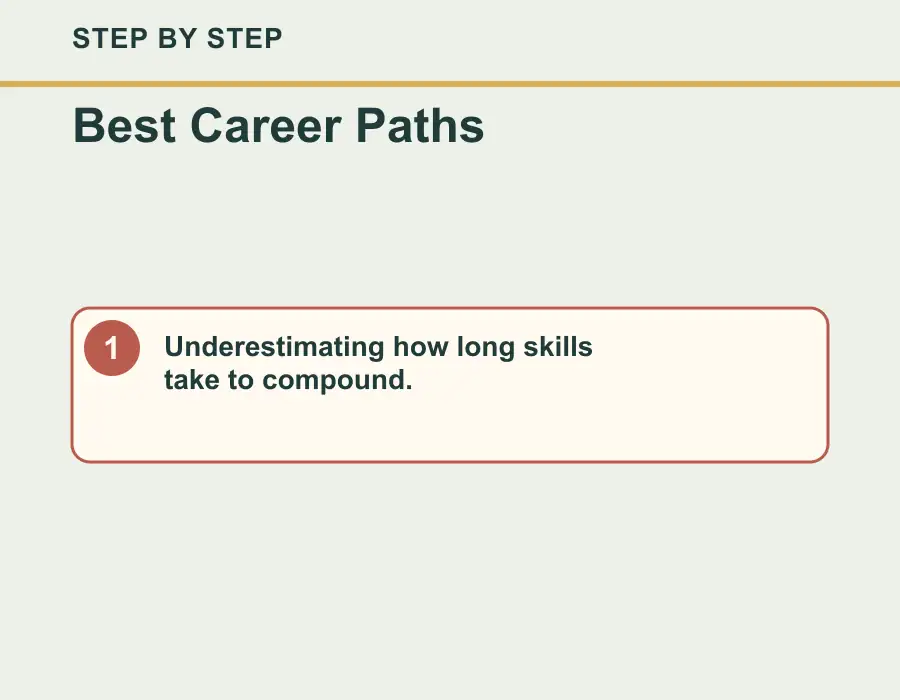 STEP BY STEP
Best Career Paths
1
Underestimating how long skills
take to compound.